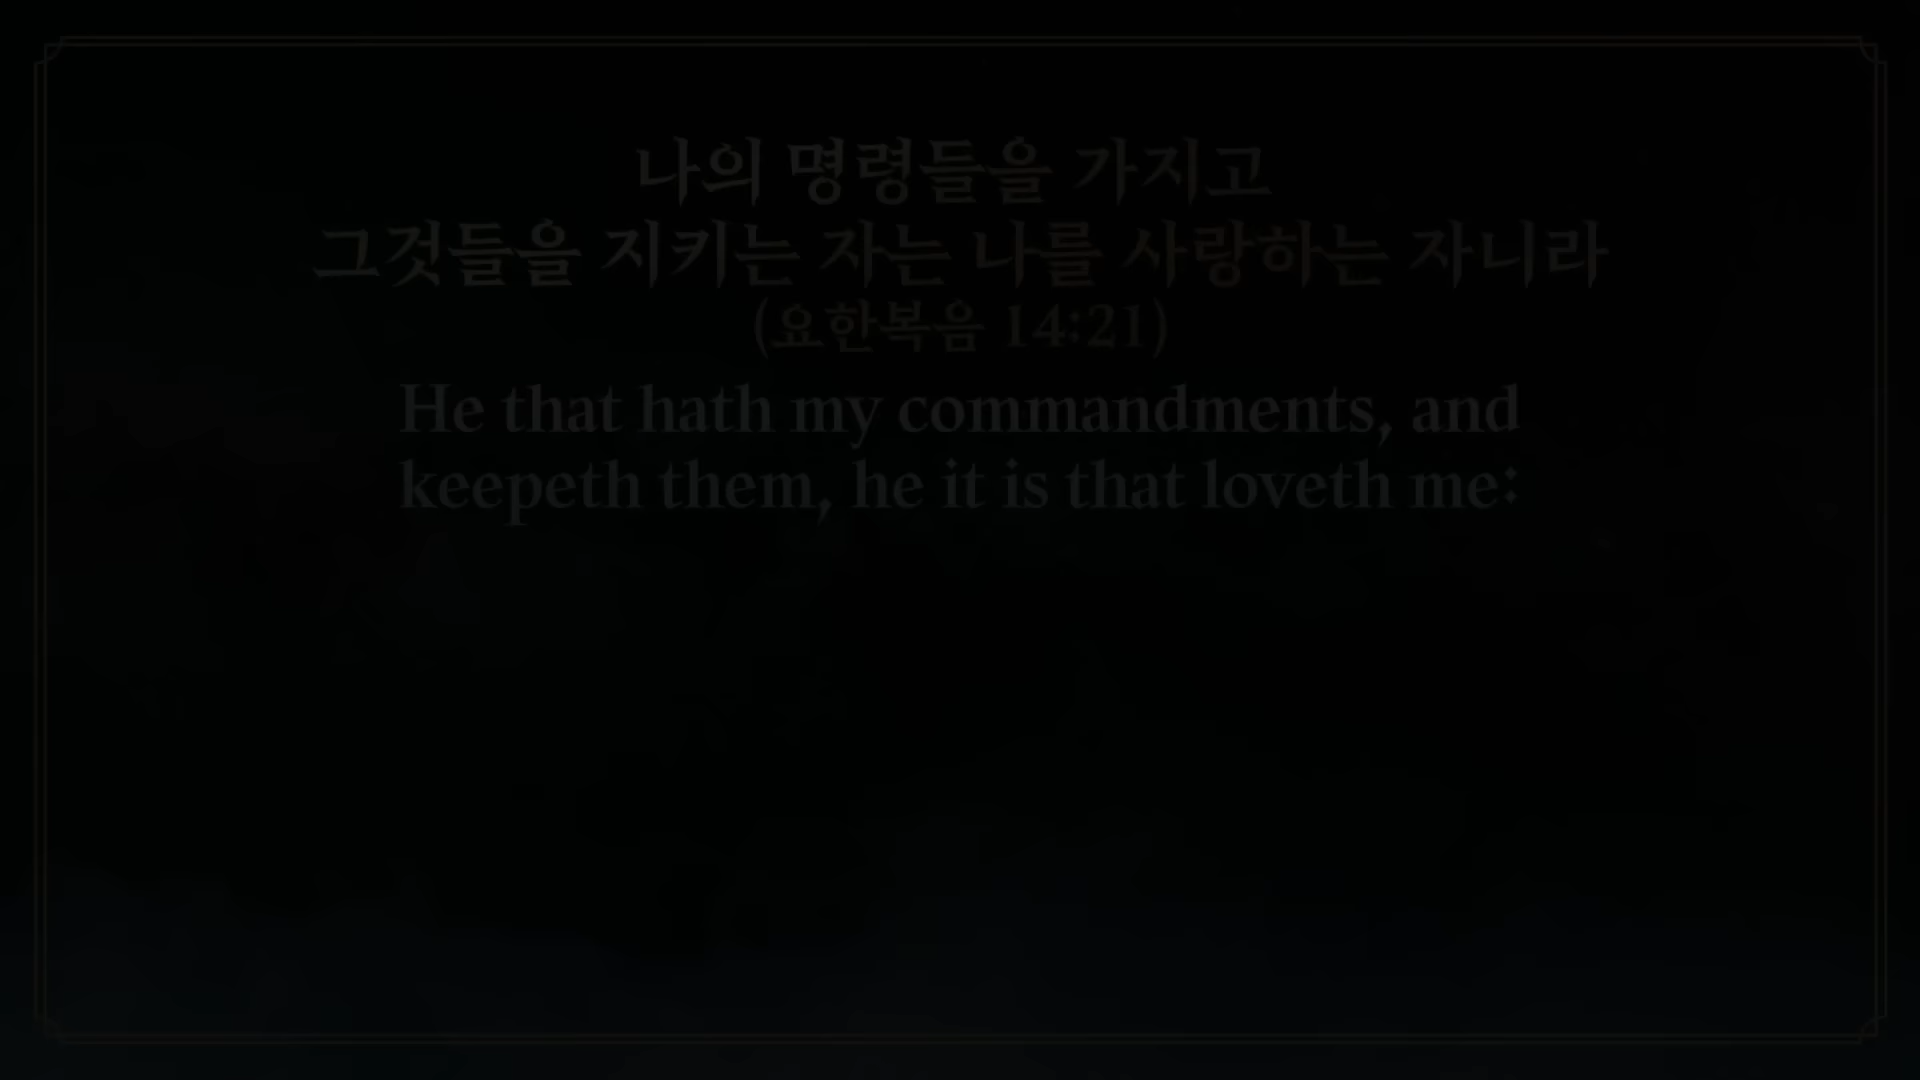 나의 명령들을 가지고
그것들을 지키는 자는 나를 사랑하는 자니라
(요한복음 14:21)
He that hath my commandments, and
keepeth them, he it is that loveth me: